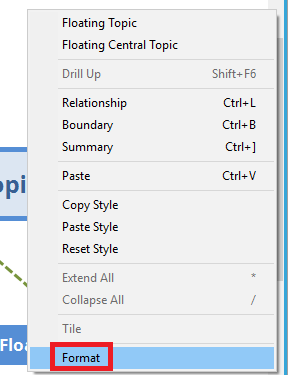 Floating Topic
Floating Central Topic
Drill Up Shift+F6
Relationship Ctrl+L
Boundary Ctrl+B
Summary Ctrl+]
Paste Ctrl+V
Copy Style
Paste Style
Reset Style
Extend All *
Collapse All /
Tile
Format
opi
Floa